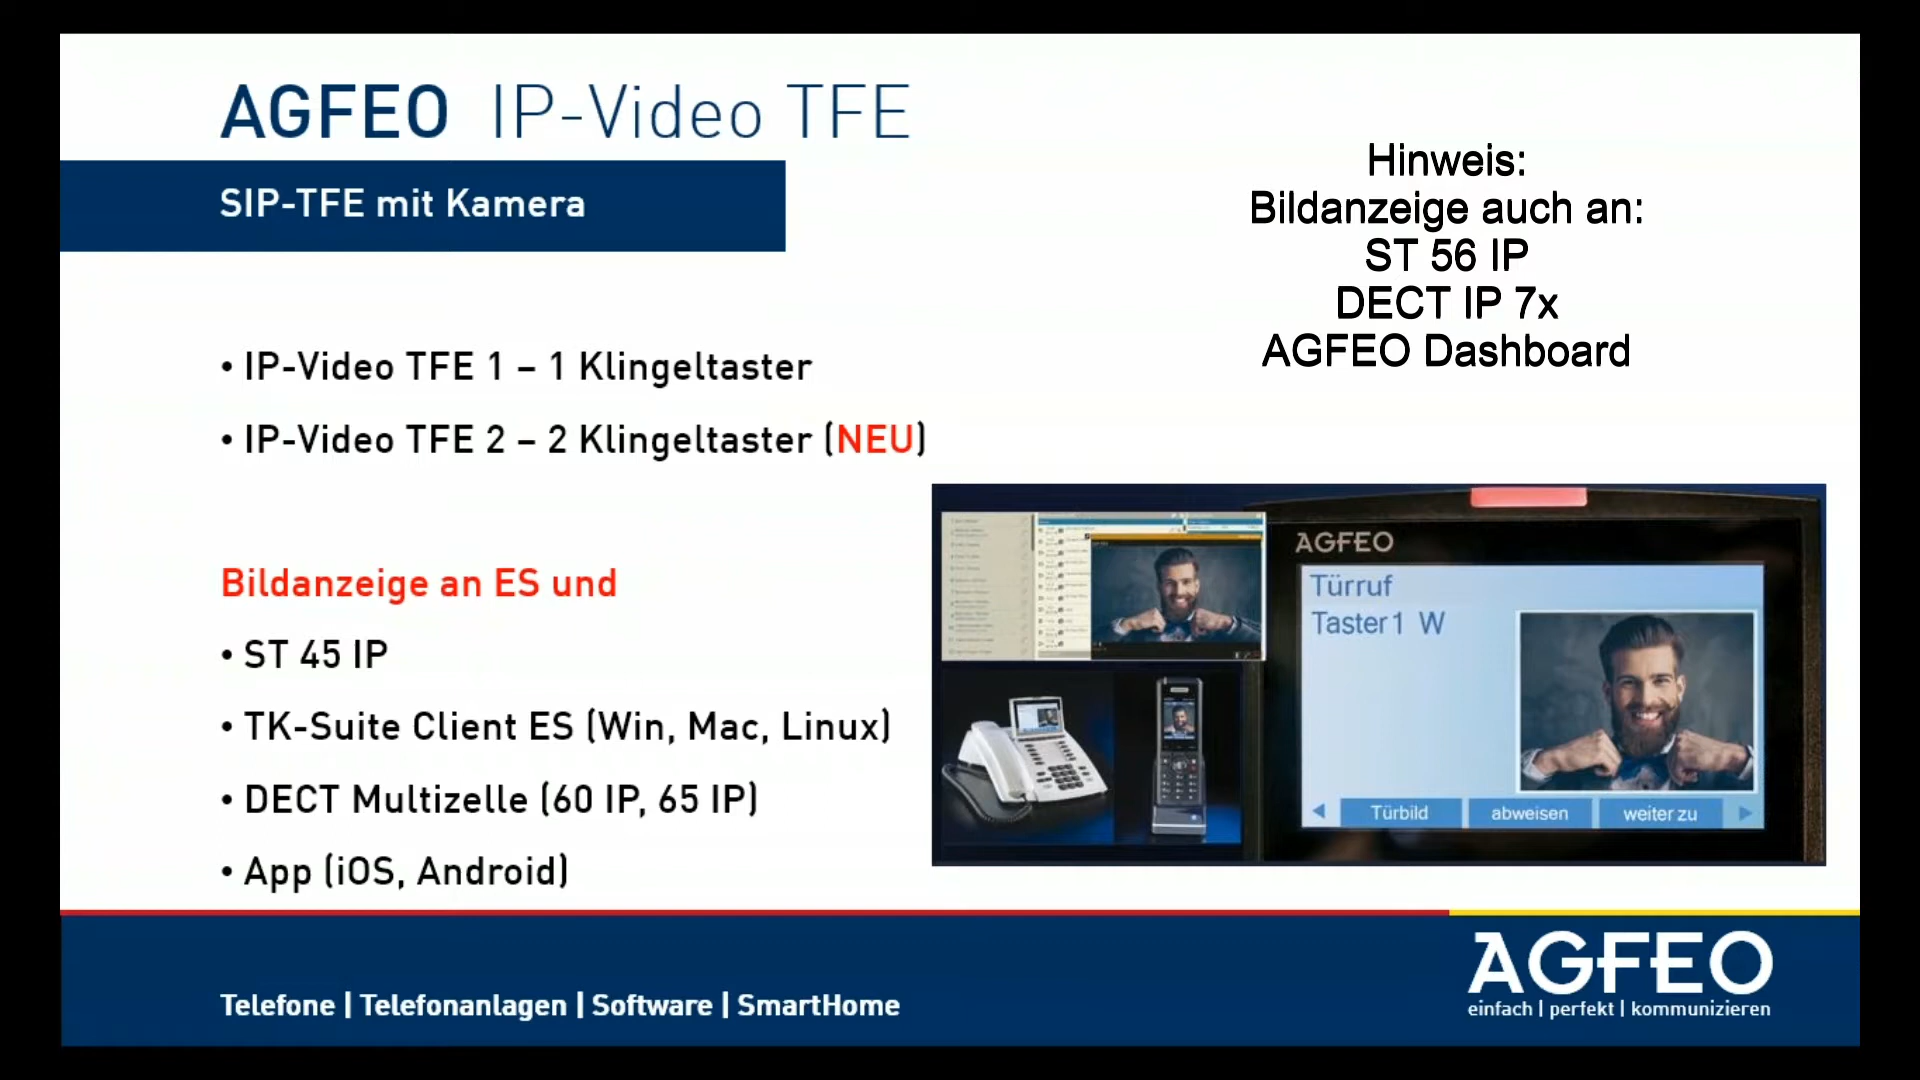 AGFEO IP-Video TFE
SIP-TFE mit Kamera
Hinweis:
Bildanzeige auch an:
ST 56 IP
DECT IP 7x
AGFEO Dashboard
• IP-Video TFE 1 – 1 Klingeltaster
• IP-Video TFE 2 – 2 Klingeltaster (NEU)
Bildanzeige an ES und
• ST 45 IP
• TK-Suite Client ES (Win, Mac, Linux)
• DECT Multizelle (60 IP, 65 IP)
• App (iOS, Android)
AGFEO
Türruf
Taster1 W
Türbild
abweisen
weiter zu
Telefone | Telefonanlagen | Software | SmartHome
AGFEO
einfach | perfekt | kommunizieren